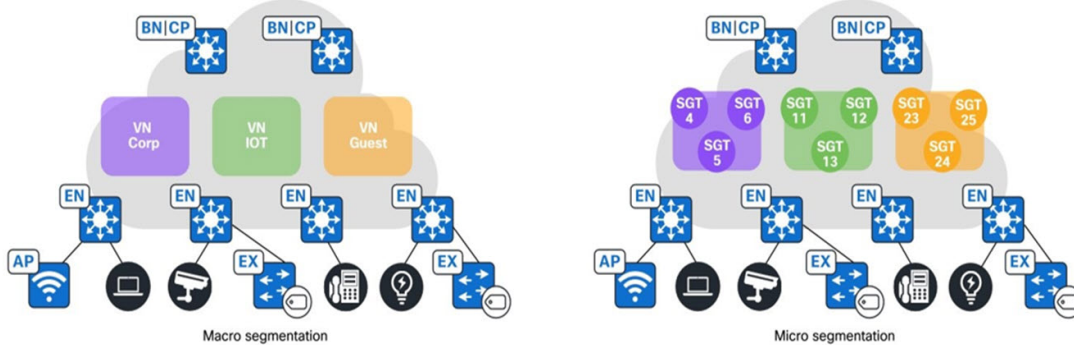 BN|CP BN|CP
VN
Corp
VN
IOT
VN
Guest
EN EN EN EN
AP EX EX
Macro segmentation
BN|CP BN|CP
SGT
4
SGT
6
SGT
5
SGT
11
SGT
12
SGT
13
SGT
23
SGT
25
SGT
24
EN EN EN EN
AP EX EX
Micro segmentation